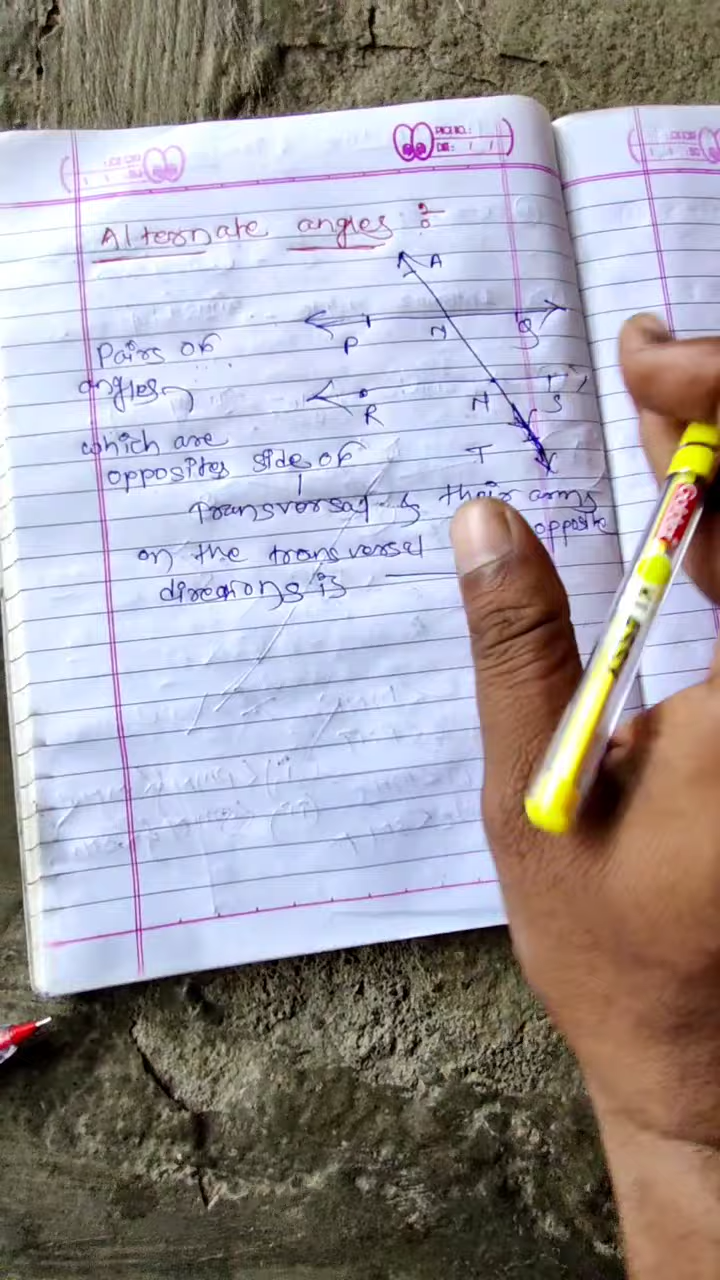 Alternate angles :
A
P
Q
Pairs of
angles
R
N
S
which are
opposites side of
T
transversal & their arms
on the transversal opposite
directions is